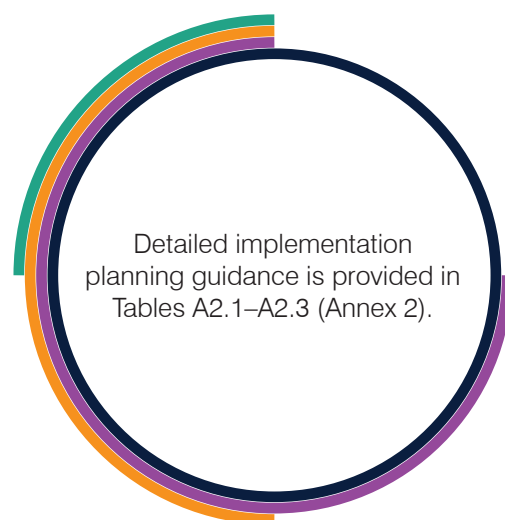 Detailed implementation
planning guidance is provided in
Tables A2.1–A2.3 (Annex 2).